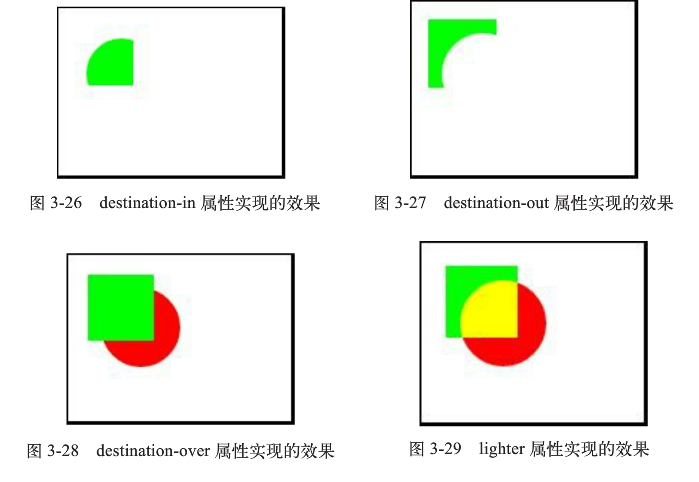 图 3-26 destination-in 属性实现的效果
图 3-27 destination-out 属性实现的效果
图 3-28 destination-over 属性实现的效果
图 3-29 lighter 属性实现的效果